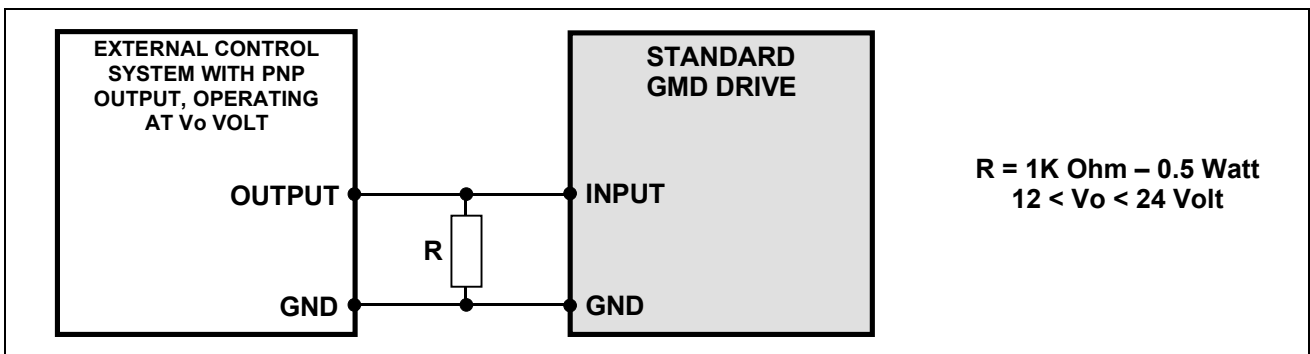 EXTERNAL CONTROL
SYSTEM WITH PNP
OUTPUT, OPERATING
AT Vo VOLT
STANDARD
GMD DRIVE
OUTPUT
INPUT
R
GND
GND
R = 1K Ohm – 0.5 Watt
12 < Vo < 24 Volt